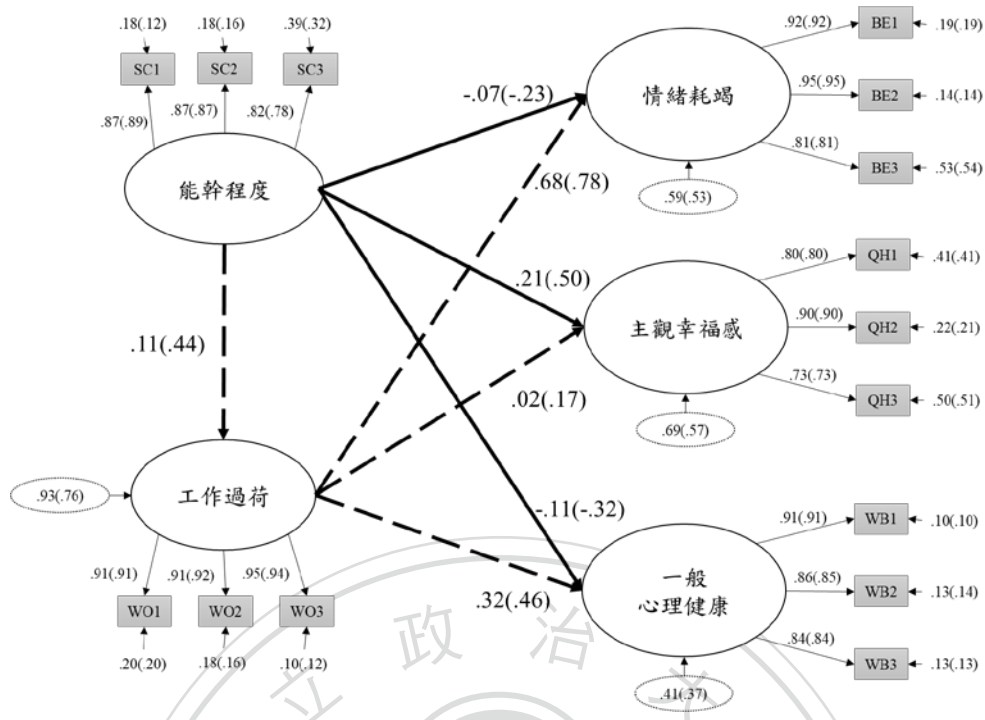 .18(.12)
.18(.16)
.39(.32)
SC1
SC2
SC3
.87(.89)
.87(.87)
.82(.78)
能幹程度
-.07(-.23)
.68(.78)
.21(.50)
.11(.44)
.02(.17)
-.11(-.32)
.32(.46)
情緒耗竭
.92(.92)
BE1
.19(.19)
.95(.95)
BE2
.14(.14)
.81(.81)
BE3
.53(.54)
.59(.53)
主觀幸福感
.80(.80)
QH1
.41(.41)
.90(.90)
QH2
.22(.21)
.73(.73)
QH3
.50(.51)
.69(.57)
工作過荷
.93(.76)
.91(.91)
.91(.92)
.95(.94)
WO1
WO2
WO3
.20(.20)
.18(.16)
.10(.12)
一般
心理健康
.91(.91)
WB1
.10(.10)
.86(.85)
WB2
.13(.14)
.84(.84)
WB3
.13(.13)
.41(.37)
立政治大